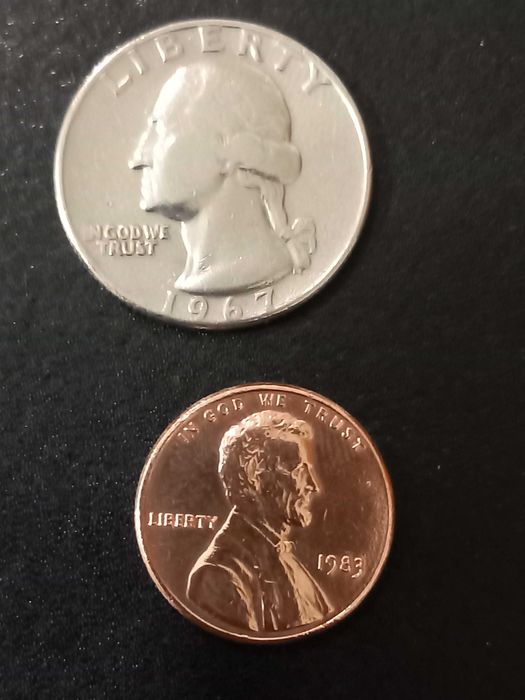 LIBERTY
IN GOD WE
TRUST
1967
IN GOD WE TRUST
LIBERTY
1983